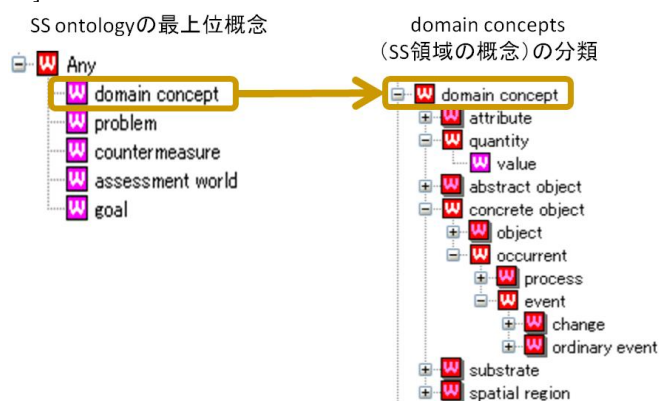 SS ontologyの最上位概念
Any
domain concept
problem
countermeasure
assessment world
goal
domain concepts
（SS領域の概念）の分類
domain concept
attribute
quantity
value
abstract object
concrete object
object
occurrent
process
event
change
ordinary event
substrate
spatial region